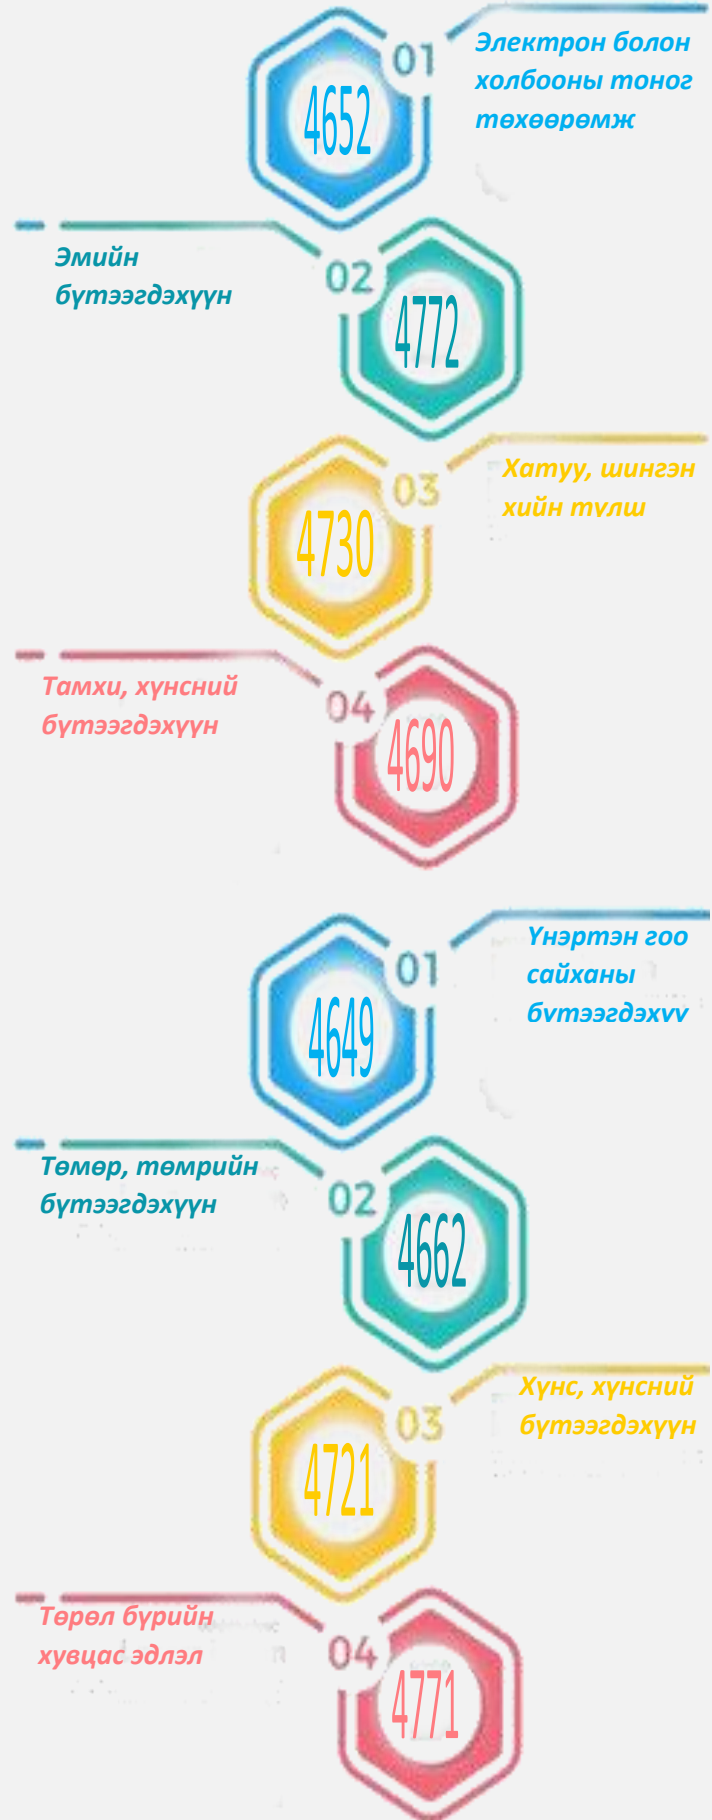 01
Электрон болон
холбооны тоног
төхөөрөмж
4652
Эмийн
бүтээгдэхүүн
02
4772
03
Хатуу, шингэн
хийн түлш
4730
Тамхи, хүнсний
бүтээгдэхүүн
04
4690
01
Үнэртэн гоо
сайханы
бүтээгдэхүү
4649
Төмөр, төмрийн
бүтээгдэхүүн
02
4662
03
Хүнс, хүнсний
бүтээгдэхүүн
4721
Төрөл бүрийн
хувцас эдлэл
04
4771